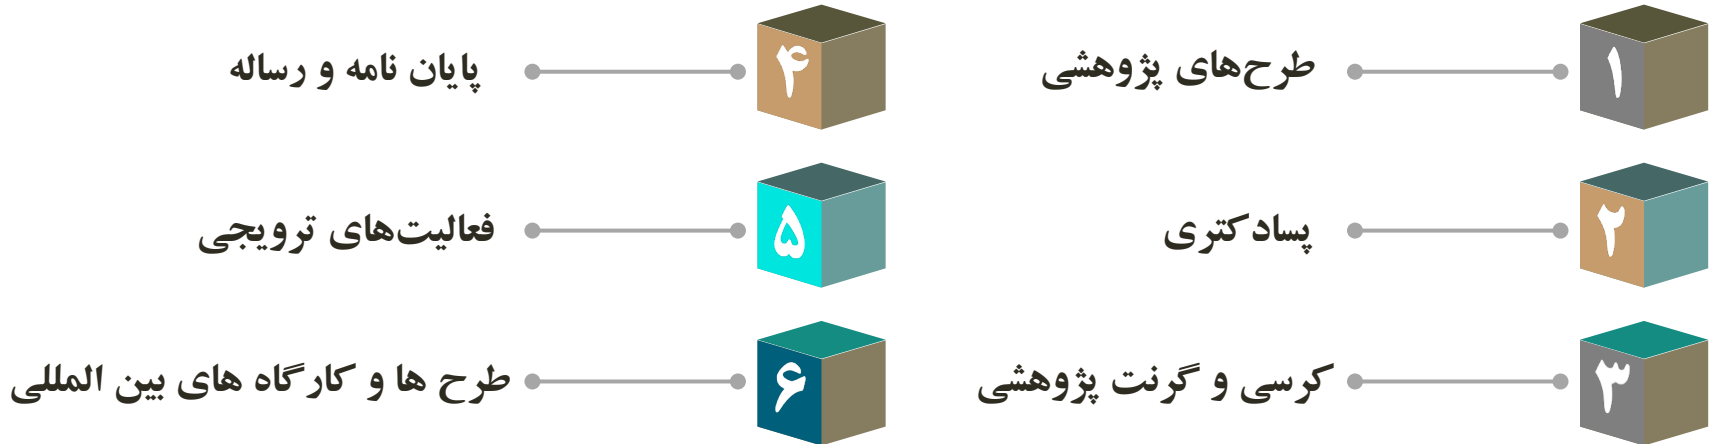 ۱ طرح‌های پژوهشی
۲ پسادکتری
۳ کرسی و گرنت پژوهشی
۴ پایان نامه و رساله
۵ فعالیت‌های ترویجی
۶ طرح ها و کارگاه های بین المللی